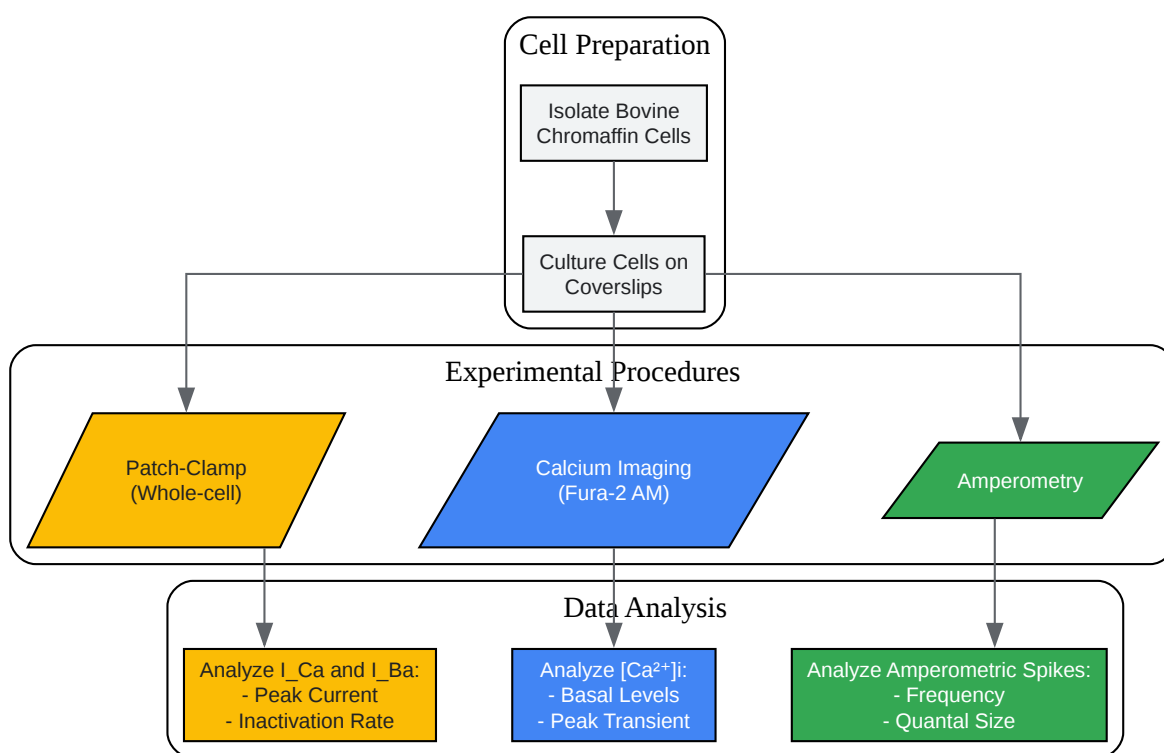 Cell Preparation
Isolate Bovine
Chromaffin Cells
Culture Cells on
Coverslips
Experimental Procedures
Patch-Clamp
(Whole-cell)
Calcium Imaging
(Fura-2 AM)
Amperometry
Data Analysis
Analyze I_Ca and I_Ba:
- Peak Current
- Inactivation Rate
Analyze [Ca²⁺]i:
- Basal Levels
- Peak Transient
Analyze Amperometric Spikes:
- Frequency
- Quantal Size